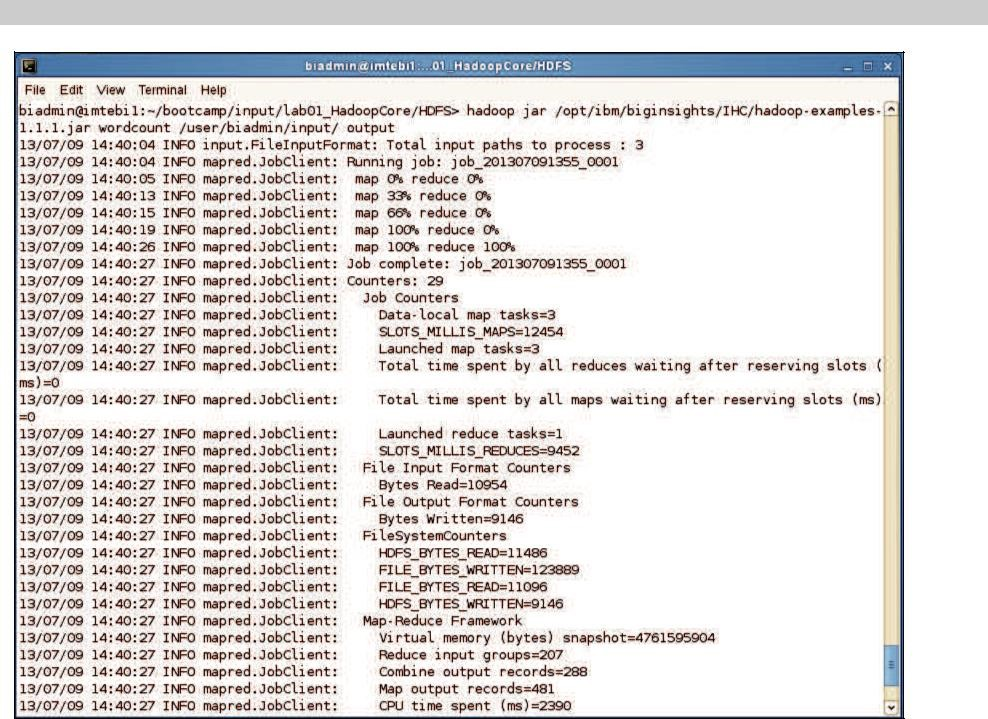 biadmin@imtebi1:...01_HadoopCore/HDFS
File Edit View Terminal Help
biadmin@imtebi1:~/bootcamp/input/lab01_HadoopCore/HDFS> hadoop jar /opt/ibm/biginsights/IHC/hadoop-examples-
1.1.1.jar wordcount /user/biadmin/input/ output
13/07/09 14:40:04 INFO input.FileInputFormat: Total input paths to process : 3
13/07/09 14:40:04 INFO mapred.JobClient: Running job: job_201307091355_0001
13/07/09 14:40:05 INFO mapred.JobClient:  map 0% reduce 0%
13/07/09 14:40:13 INFO mapred.JobClient:  map 33% reduce 0%
13/07/09 14:40:15 INFO mapred.JobClient:  map 66% reduce 0%
13/07/09 14:40:19 INFO mapred.JobClient:  map 100% reduce 0%
13/07/09 14:40:26 INFO mapred.JobClient:  map 100% reduce 100%
13/07/09 14:40:27 INFO mapred.JobClient: Job complete: job_201307091355_0001
13/07/09 14:40:27 INFO mapred.JobClient: Counters: 29
13/07/09 14:40:27 INFO mapred.JobClient:   Job Counters
13/07/09 14:40:27 INFO mapred.JobClient:     Data-local map tasks=3
13/07/09 14:40:27 INFO mapred.JobClient:     SLOTS_MILLIS_MAPS=12454
13/07/09 14:40:27 INFO mapred.JobClient:     Launched map tasks=3
13/07/09 14:40:27 INFO mapred.JobClient:     Total time spent by all reduces waiting after reserving slots (
ms)=0
13/07/09 14:40:27 INFO mapred.JobClient:     Total time spent by all maps waiting after reserving slots (ms)
=0
13/07/09 14:40:27 INFO mapred.JobClient:     Launched reduce tasks=1
13/07/09 14:40:27 INFO mapred.JobClient:     SLOTS_MILLIS_REDUCES=9452
13/07/09 14:40:27 INFO mapred.JobClient:   File Input Format Counters
13/07/09 14:40:27 INFO mapred.JobClient:     Bytes Read=10954
13/07/09 14:40:27 INFO mapred.JobClient:   File Output Format Counters
13/07/09 14:40:27 INFO mapred.JobClient:     Bytes Written=9146
13/07/09 14:40:27 INFO mapred.JobClient:   FileSystemCounters
13/07/09 14:40:27 INFO mapred.JobClient:     HDFS_BYTES_READ=11486
13/07/09 14:40:27 INFO mapred.JobClient:     FILE_BYTES_WRITTEN=123889
13/07/09 14:40:27 INFO mapred.JobClient:     FILE_BYTES_READ=11096
13/07/09 14:40:27 INFO mapred.JobClient:     HDFS_BYTES_WRITTEN=9146
13/07/09 14:40:27 INFO mapred.JobClient:   Map-Reduce Framework
13/07/09 14:40:27 INFO mapred.JobClient:     Virtual memory (bytes) snapshot=4761595904
13/07/09 14:40:27 INFO mapred.JobClient:     Reduce input groups=207
13/07/09 14:40:27 INFO mapred.JobClient:     Combine output records=288
13/07/09 14:40:27 INFO mapred.JobClient:     Map output records=481
13/07/09 14:40:27 INFO mapred.JobClient:     CPU time spent (ms)=2390